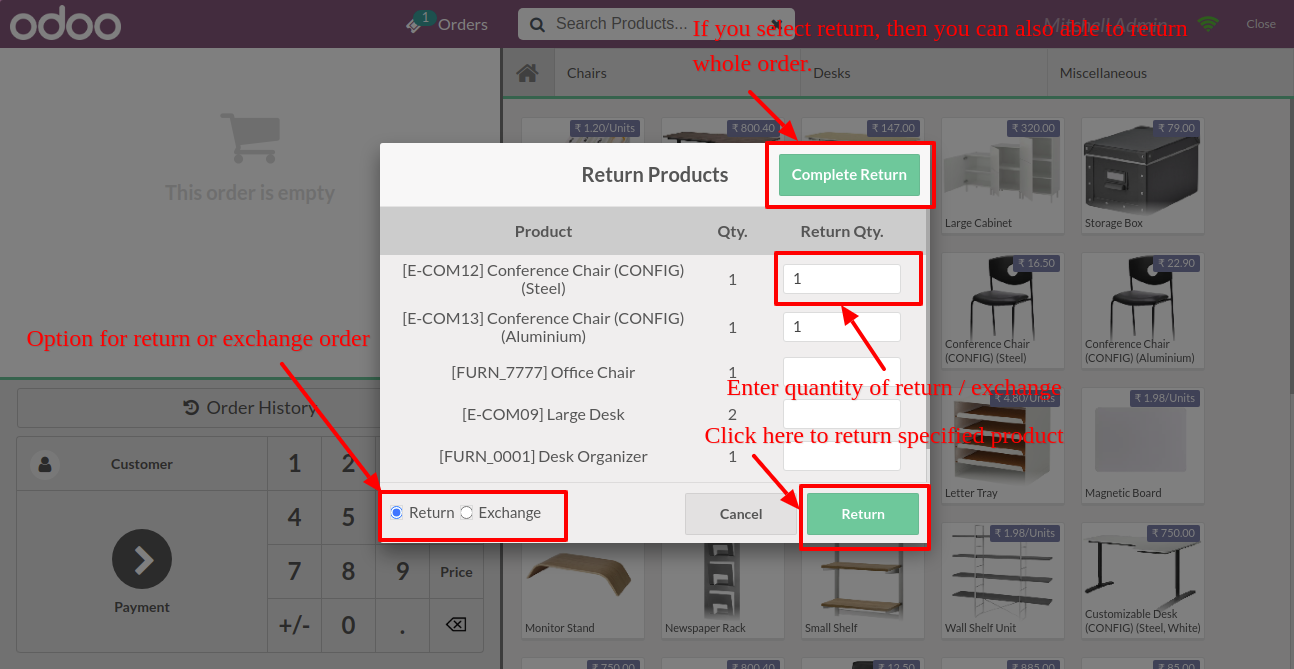 odoo
1
Orders
Search Products...
Mitchell Admin
Close
If you select return, then you can also able to return
whole order.
Chairs
Desks
Miscellaneous
This order is empty
₹ 1.20/Units
₹ 800.40
₹ 147.00
₹ 320.00
₹ 79.00
Large Cabinet
Storage Box
Return Products
Complete Return
Product
Qty.
Return Qty.
[E-COM12] Conference Chair (CONFIG)
(Steel)
1
1
[E-COM13] Conference Chair (CONFIG)
(Aluminium)
1
1
[FURN_7777] Office Chair
1
[E-COM09] Large Desk
2
[FURN_0001] Desk Organizer
1
₹ 16.50
₹ 22.90
Conference Chair
(CONFIG) (Steel)
Conference Chair
(CONFIG) (Aluminium)
Option for return or exchange order
Enter quantity of return / exchange
Click here to return specified product
₹ 4.80/Units
₹ 1.98/Units
Letter Tray
Magnetic Board
Return
Exchange
Cancel
Return
Order History
Customer
1
2
4
5
7
8
9
Price
+/-
0
.
Payment
₹ 1.98/Units
₹ 750.00
Monitor Stand
Newspaper Rack
Small Shelf
Wall Shelf Unit
Customizable Desk
(CONFIG) (Steel, White)
₹ 750.00
₹ 800.40
₹ 12.50
₹ 885.00
₹ 85.00